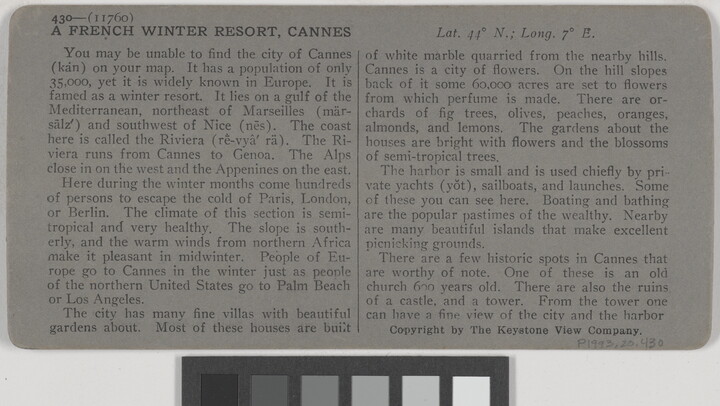 430—(11760)
A FRENCH WINTER RESORT, CANNES
Lat. 44° N.; Long. 7° E.
You may be unable to find the city of Cannes
(kán) on your map. It has a population of only
35,000, yet it is widely known in Europe. It is
famed as a winter resort. It lies on a gulf of the
Mediterranean, northeast of Marseilles (mär-
sālz′) and southwest of Nice (nēs). The coast
here is called the Riviera (rē-vyâ′ rä). The Ri-
viera runs from Cannes to Genoa. The Alps
close in on the west and the Appenines on the east.
Here during the winter months come hundreds
of persons to escape the cold of Paris, London,
or Berlin. The climate of this section is semi-
tropical and very healthy. The slope is south-
erly, and the warm winds from northern Africa
make it pleasant in midwinter. People of Eu-
rope go to Cannes in the winter just as people
of the northern United States go to Palm Beach
or Los Angeles.
The city has many fine villas with beautiful
gardens about. Most of these houses are built
of white marble quarried from the nearby hills.
Cannes is a city of flowers. On the hill slopes
back of it some 60,000 acres are set to flowers
from which perfume is made. There are or-
chards of fig trees, olives, peaches, oranges,
almonds, and lemons. The gardens about the
houses are bright with flowers and the blossoms
of semi-tropical trees.
The harbor is small and is used chiefly by pri-
vate yachts (yŏt), sailboats, and launches. Some
of these you can see here. Boating and bathing
are the popular pastimes of the wealthy. Nearby
are many beautiful islands that make excellent
picnicking grounds.
There are a few historic spots in Cannes that
are worthy of note. One of these is an old
church 600 years old. There are also the ruins
of a castle, and a tower. From the tower one
can have a fine view of the city and the harbor
Copyright by The Keystone View Company.
P1993.20.430